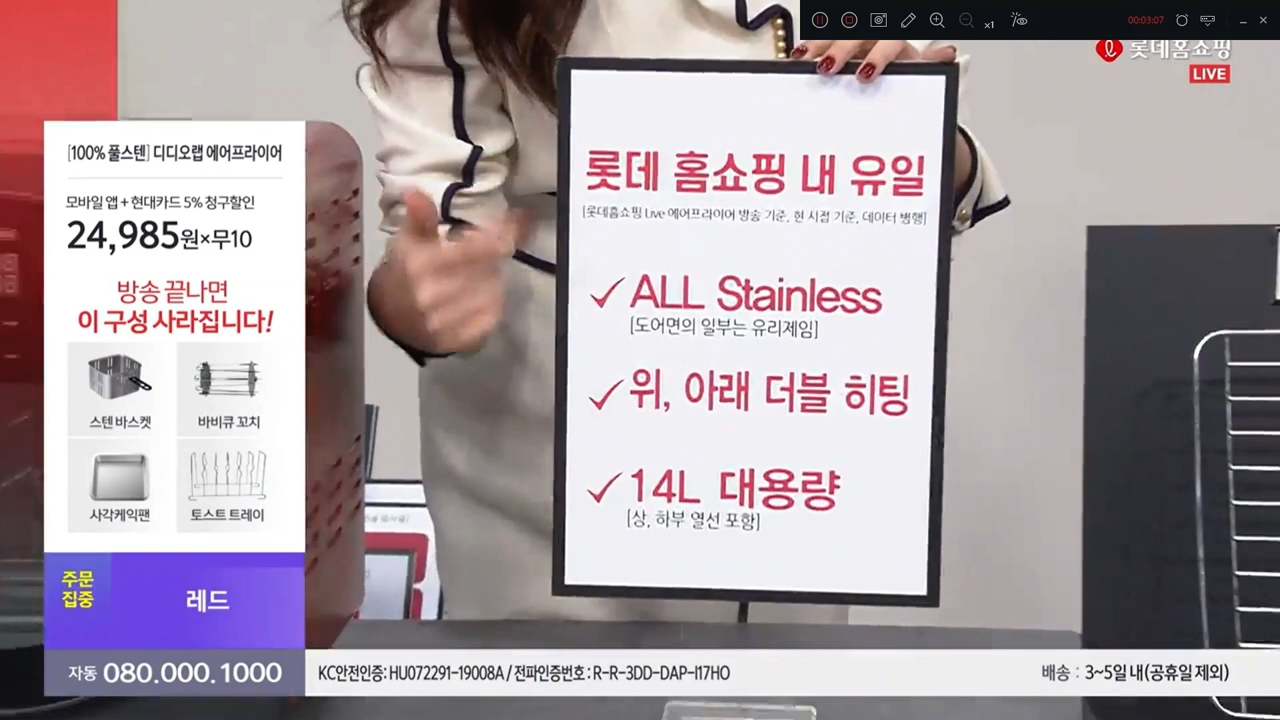 x1
00:03:07
롯데홈쇼핑
LIVE
[100% 풀스텐] 디디오랩 에어프라이어
모바일 앱 + 현대카드 5% 청구할인
24,985원×무10
방송 끝나면
이 구성 사라집니다!
스텐 바스켓
바비큐 꼬치
사각케익팬
토스트 트레이
주문
집중
레드
자동 080.000.1000
롯데 홈쇼핑 내 유일
[롯데홈쇼핑 Live 에어프라이어 방송 기준, 현 시점 기준, 데이터 병행]
✓ ALL Stainless
[도어면의 일부는 유리제임]
✓ 위, 아래 더블 히팅
✓ 14L 대용량
[상, 하부 열선 포함]
KC안전인증: HU072291-19008A / 전파인증번호 : R-R-3DD-DAP-I17HO
배송 : 3~5일 내(공휴일 제외)